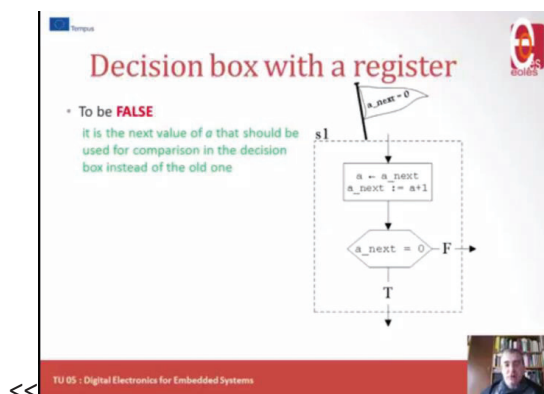 Tempus
eoles
Decision box with a register
• To be FALSE
it is the next value of a that should be
used for comparison in the decision
box instead of the old one
a_next = 0
s1
a ← a_next
a_next := a+1
a_next = 0
F
T
TU 05 : Digital Electronics for Embedded Systems
<<